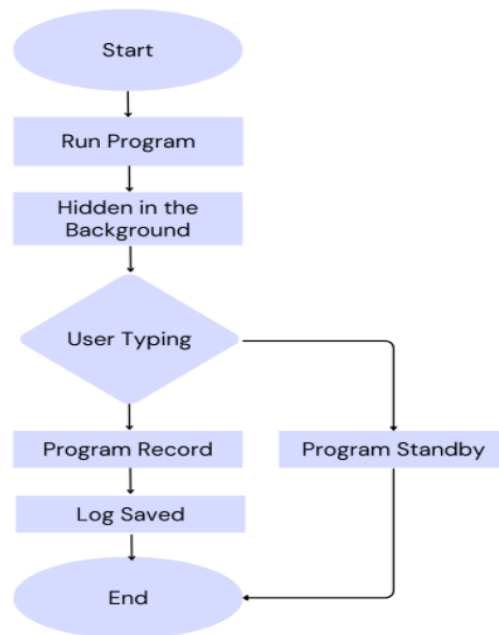 Start
Run Program
Hidden in the
Background
User Typing
Program Record
Program Standby
Log Saved
End